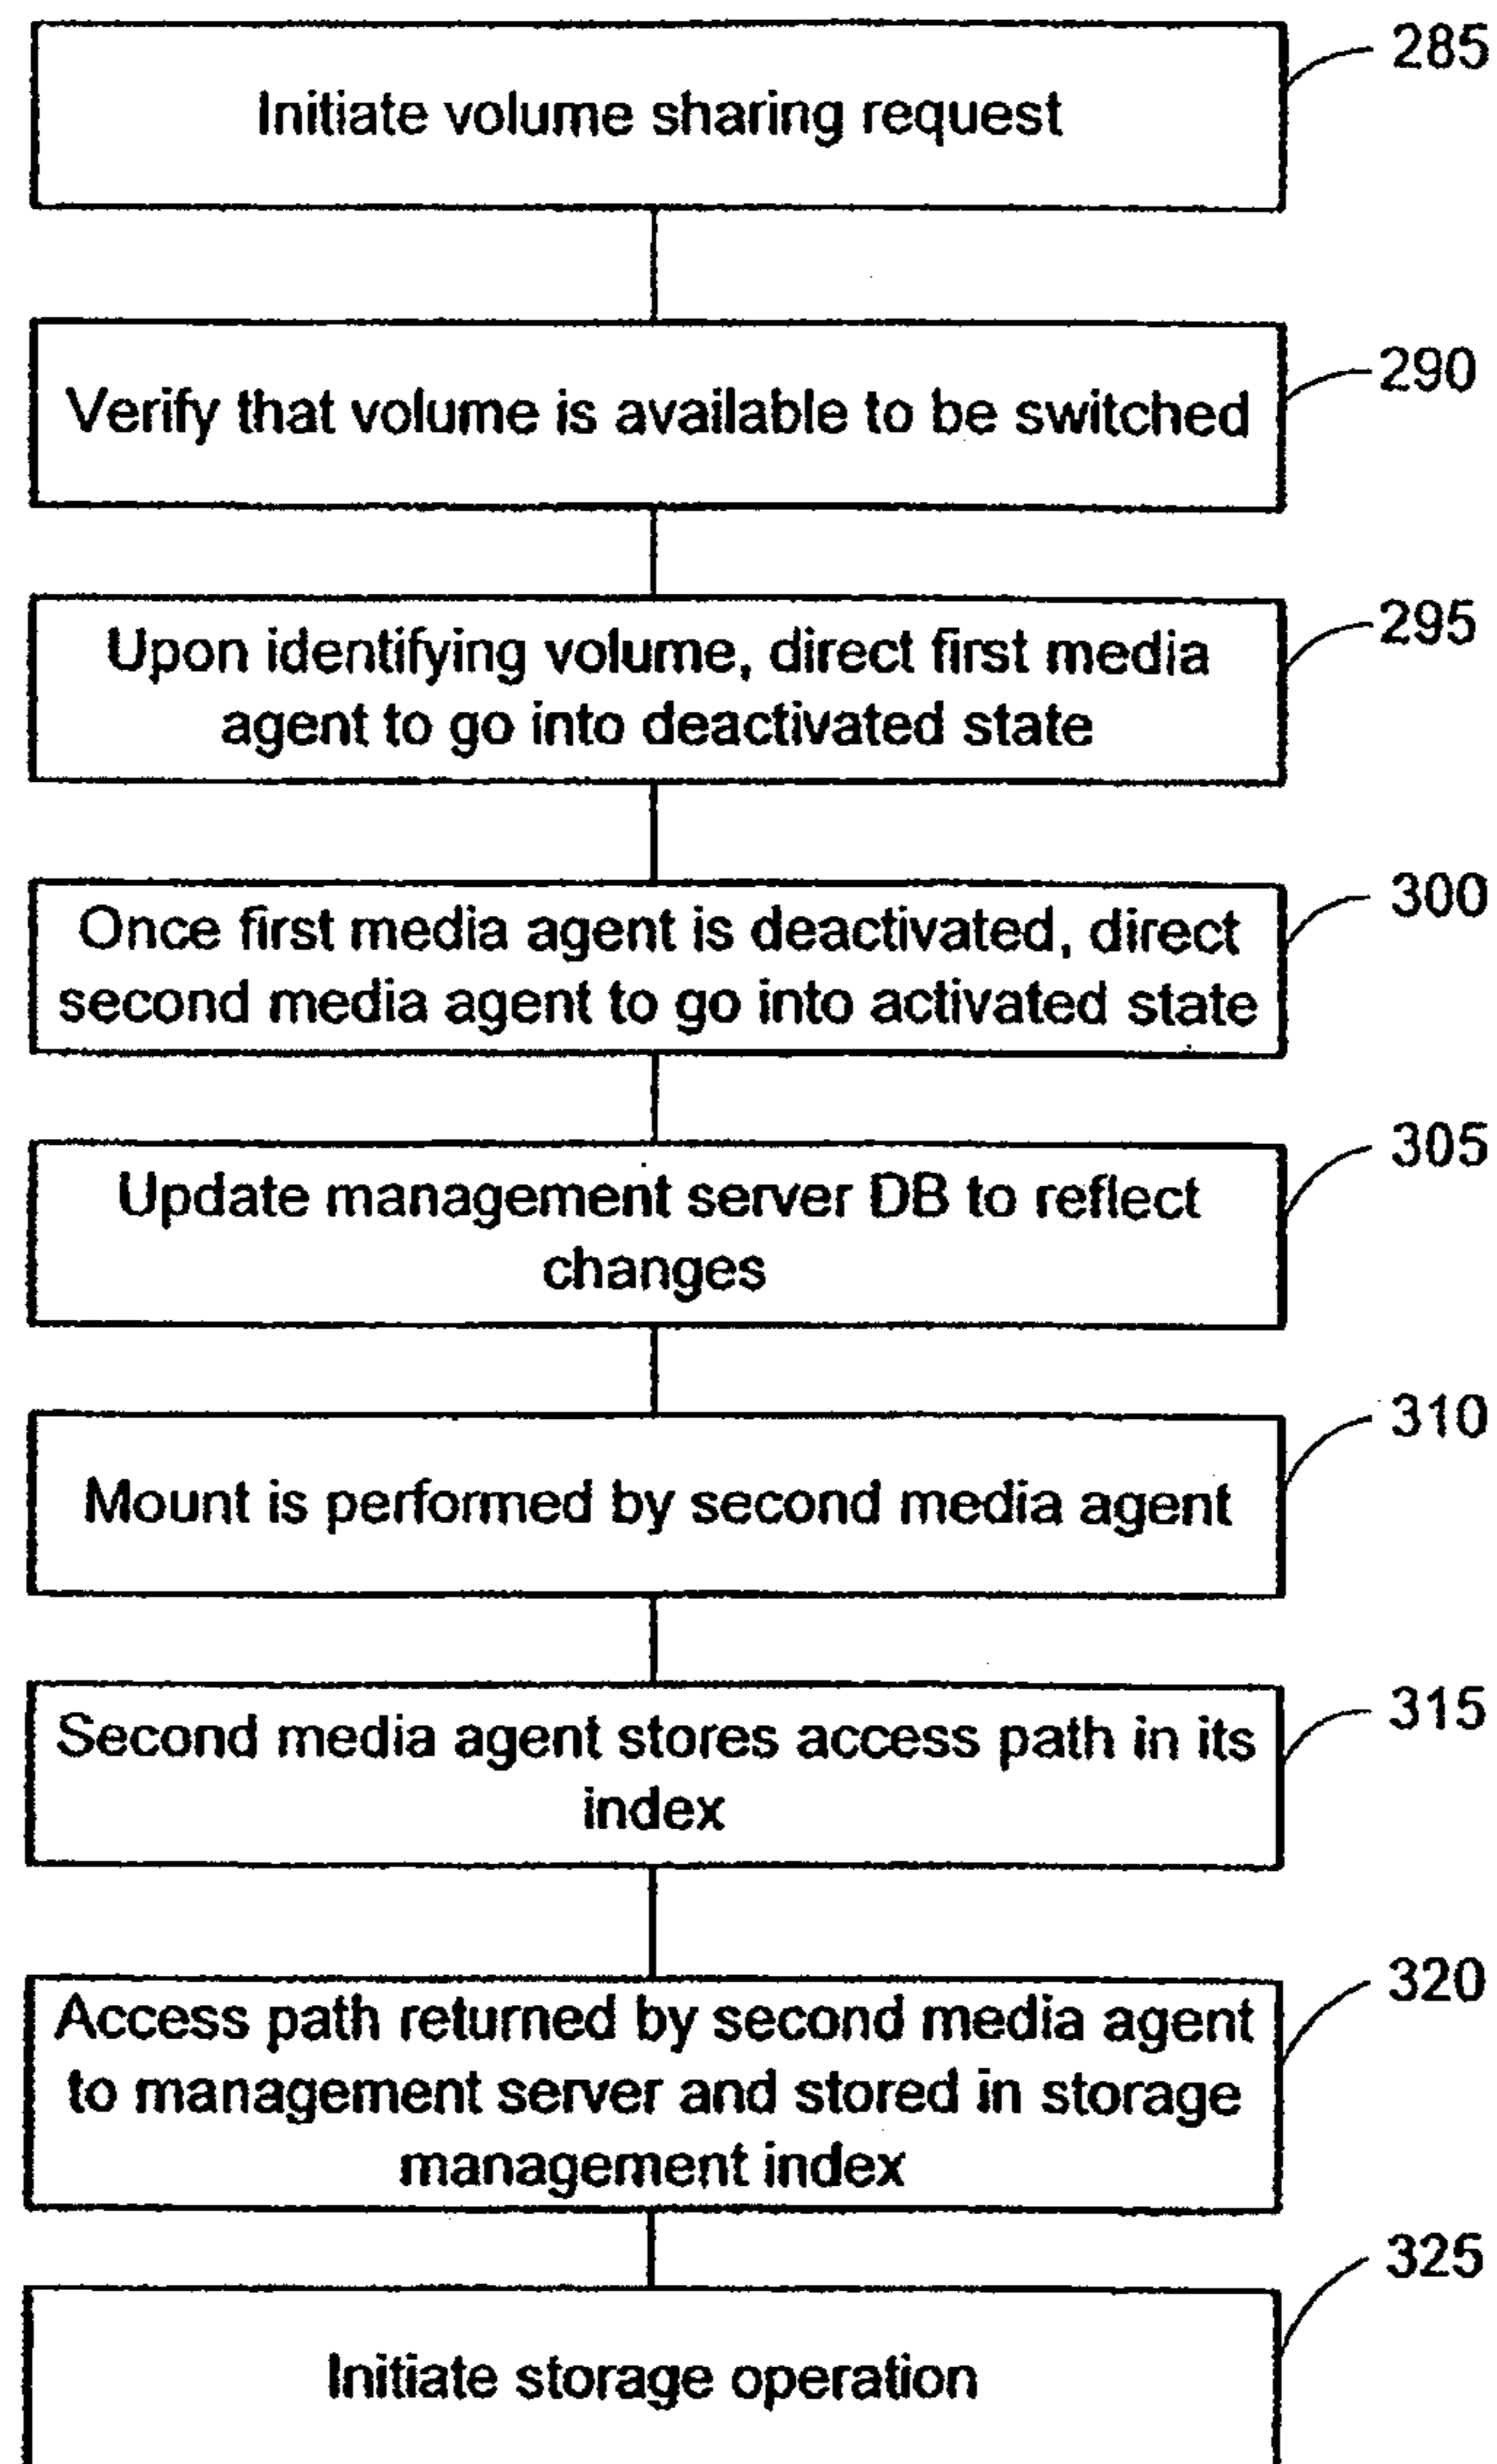 285
Initiate volume sharing request
290
Verify that volume is available to be switched
295
Upon identifying volume, direct first media
agent to go into deactivated state
300
Once first media agent is deactivated, direct
second media agent to go into activated state
305
Update management server DB to reflect
changes
310
Mount is performed by second media agent
315
Second media agent stores access path in its
index
320
Access path returned by second media agent
to management server and stored in storage
management index
325
Initiate storage operation